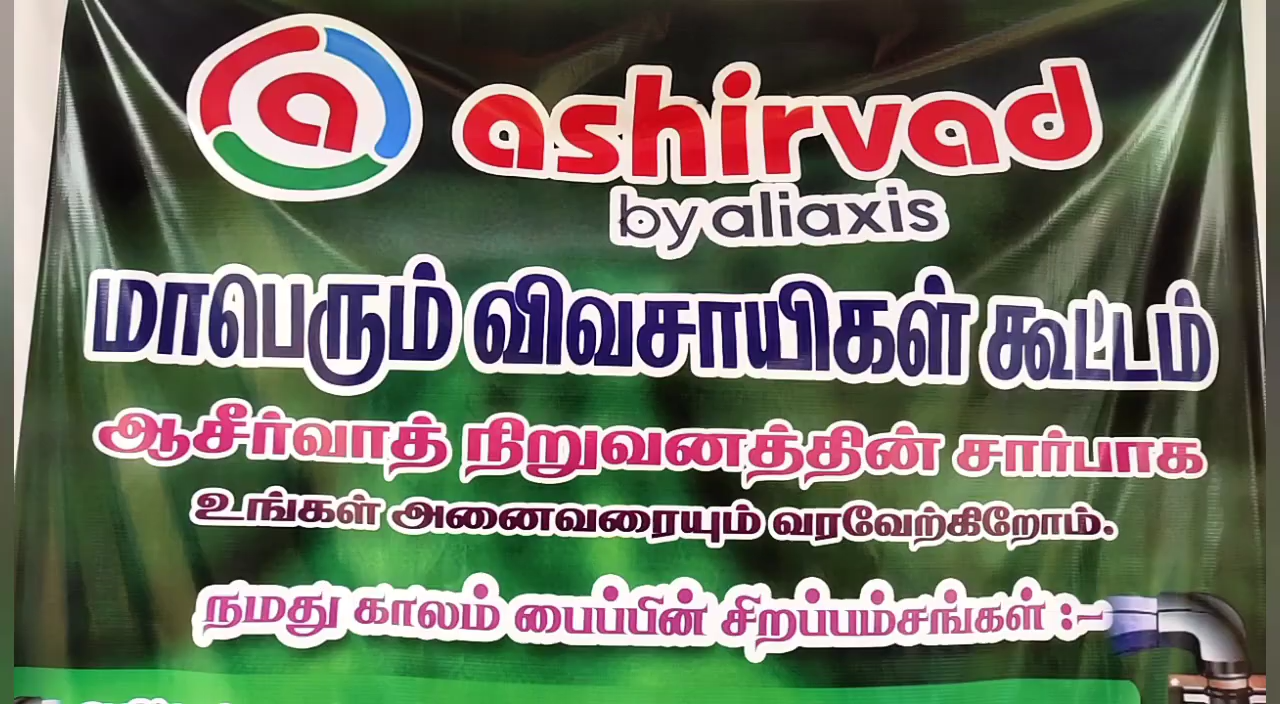 a ashirvad
by aliaxis
மாபெரும் விவசாயிகள் கூட்டம்
ஆசீர்வாத் நிறுவனத்தின் சார்பாக
உங்கள் அனைவரையும் வரவேற்கிறோம்.
நமது காலம் பைப்பின் சிறப்பம்சங்கள் :-